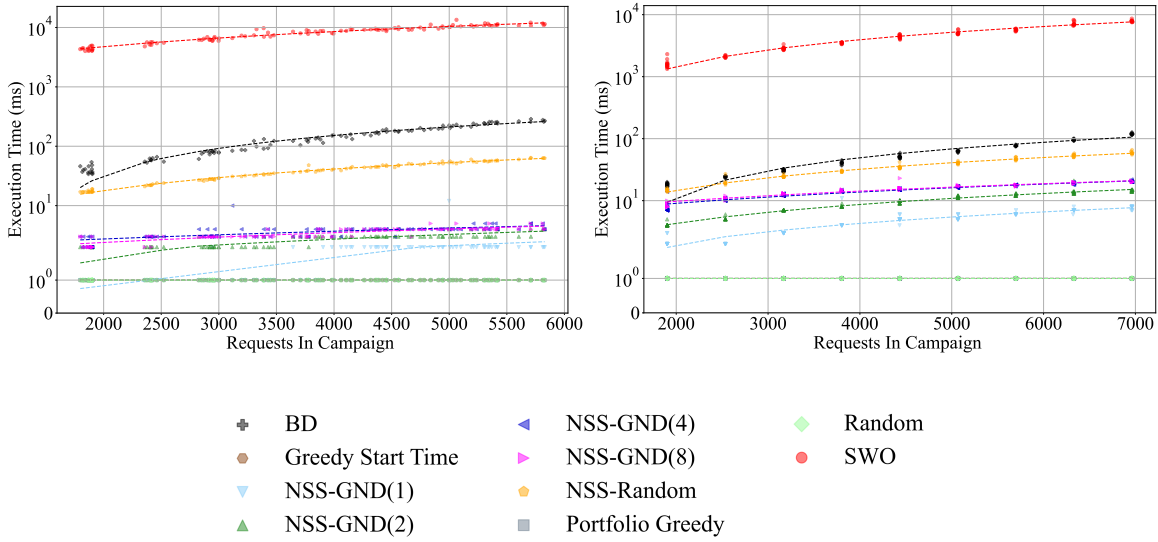 Execution Time (ms)
10^4
10^3
10^2
10^1
10^0
0
2000 2500 3000 3500 4000 4500 5000 5500 6000
Requests In Campaign
Execution Time (ms)
10^4
10^3
10^2
10^1
10^0
0
2000 3000 4000 5000 6000 7000
Requests In Campaign
BD
Greedy Start Time
NSS-GND(1)
NSS-GND(2)
NSS-GND(4)
NSS-GND(8)
NSS-Random
Portfolio Greedy
Random
SWO